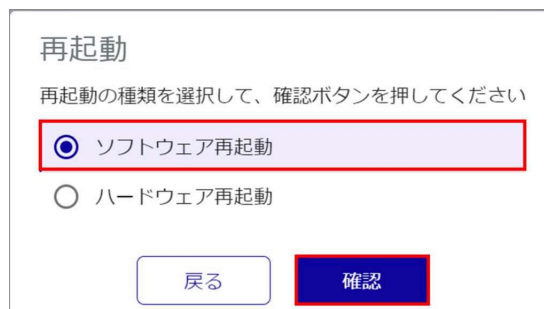 再起動
再起動の種類を選択して、確認ボタンを押してください
ソフトウェア再起動
ハードウェア再起動
戻る
確認